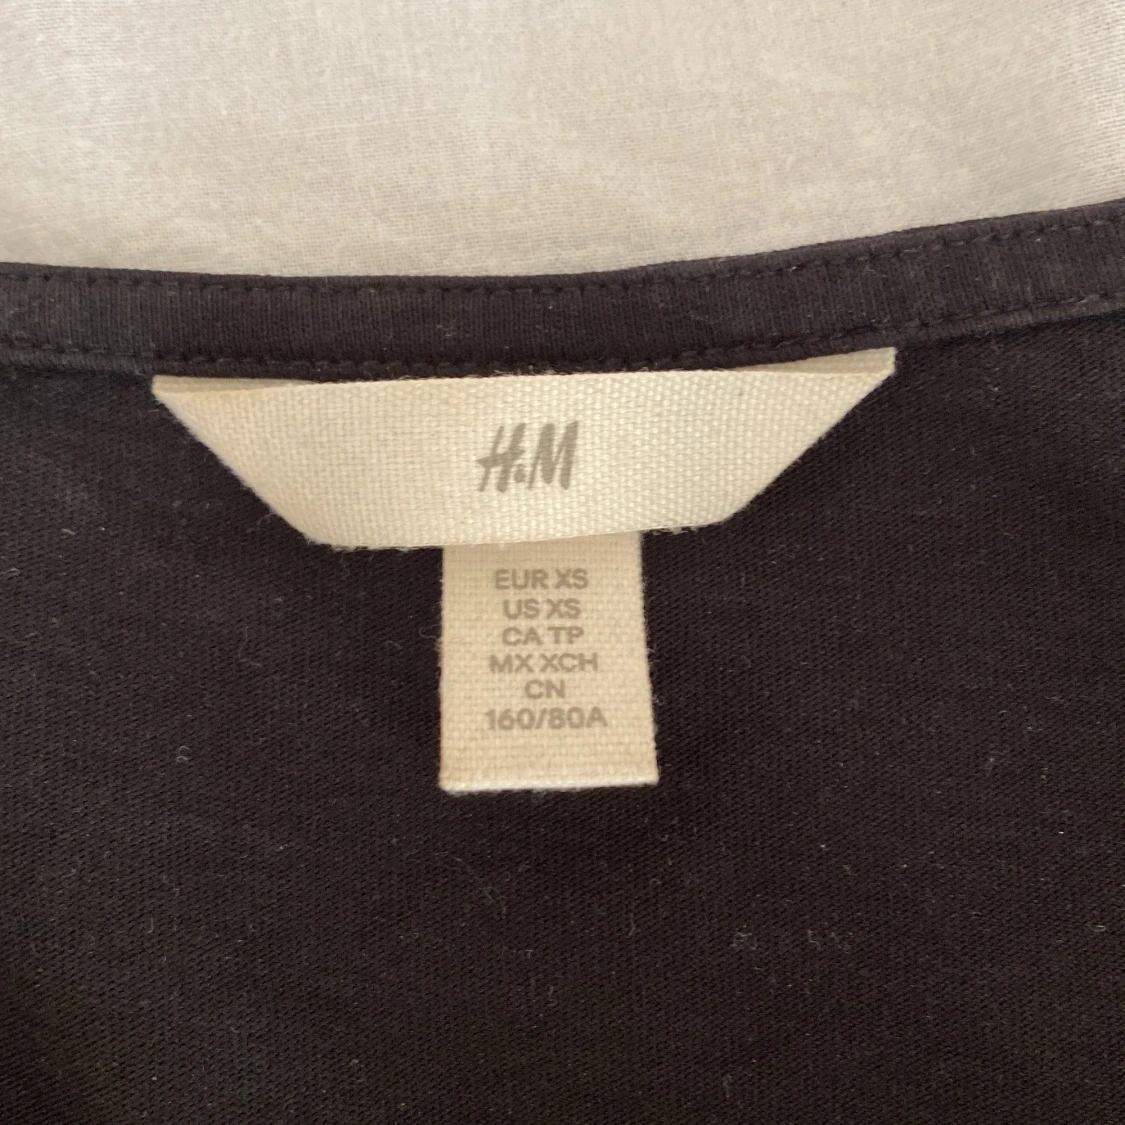 H&M
EUR XS
US XS
CA TP
MX XCH
CN
160/80A